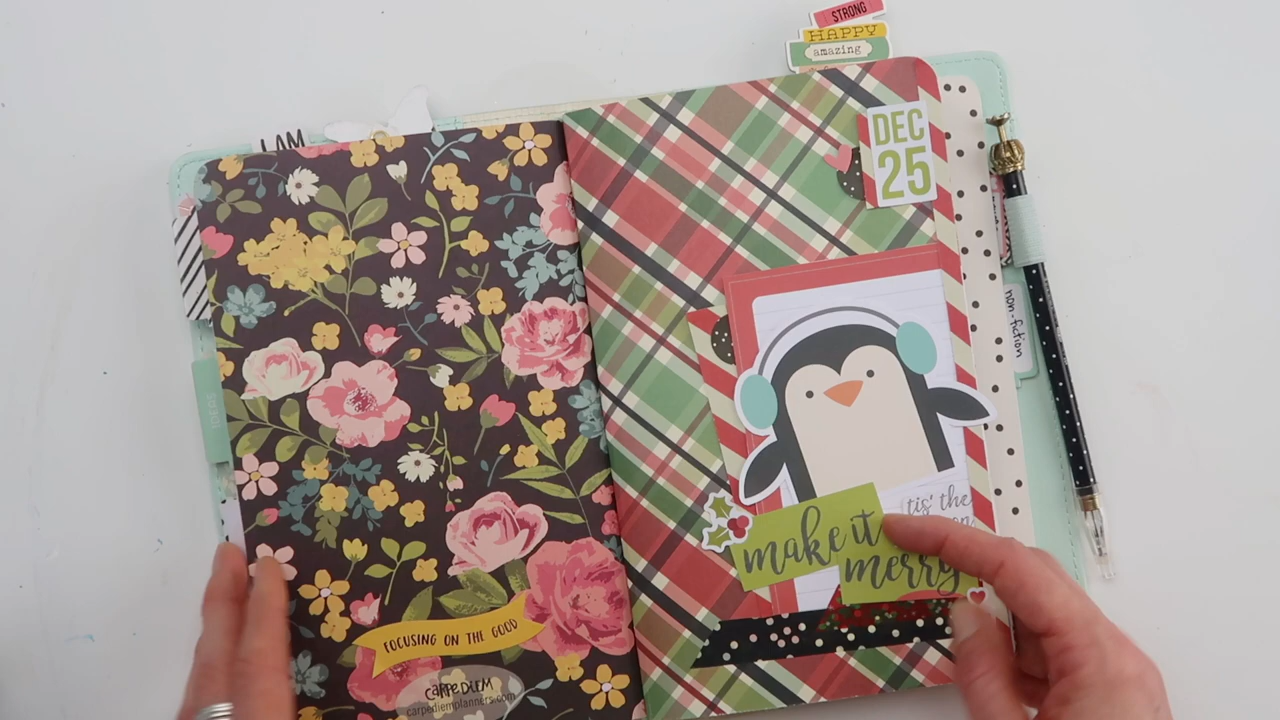 STRONG
HAPPY
amazing
I AM
DEC
25
non-fiction
IDEAS
tis' the
make it
merry
FOCUSING ON THE GOOD
CARPE DIEM
carpediemplanners.com